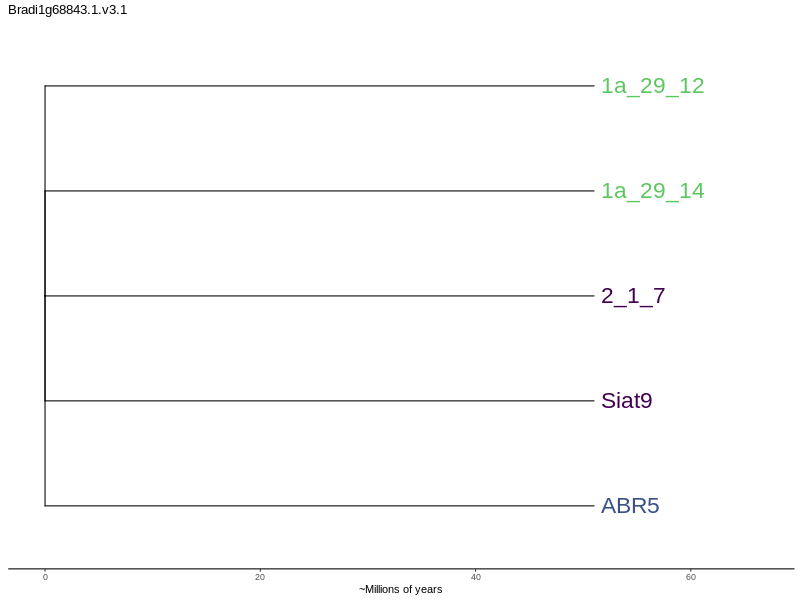 Bradi1g68843.1.v3.1
1a_29_12
1a_29_14
2_1_7
Siat9
ABR5
0 20 40 60
~Millions of years